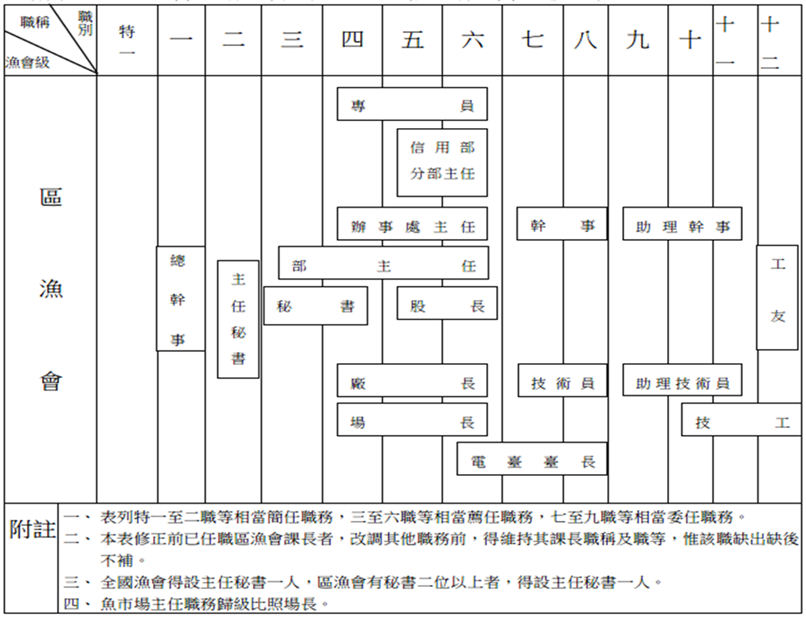 職稱
職別
漁會級
特一 一 二 三 四 五 六 七 八 九 十 十一 十二
區漁會
專員
信用部
分部主任
辦事處主任 幹事 助理幹事
總幹事
主任秘書
部主任
工友
秘書 股長
廠長 技術員 助理技術員
場長 技工
電臺臺長
附註
一、表列特一至二職等相當簡任職務，三至六職等相當薦任職務，七至九職等相當委任職務。
二、本表修正前已任職區漁會課長者，改調其他職務前，得維持其課長職稱及職等，惟該職缺出缺後
不補。
三、全國漁會得設主任秘書一人，區漁會有秘書二位以上者，得設主任秘書一人。
四、魚市場主任職務歸級比照場長。